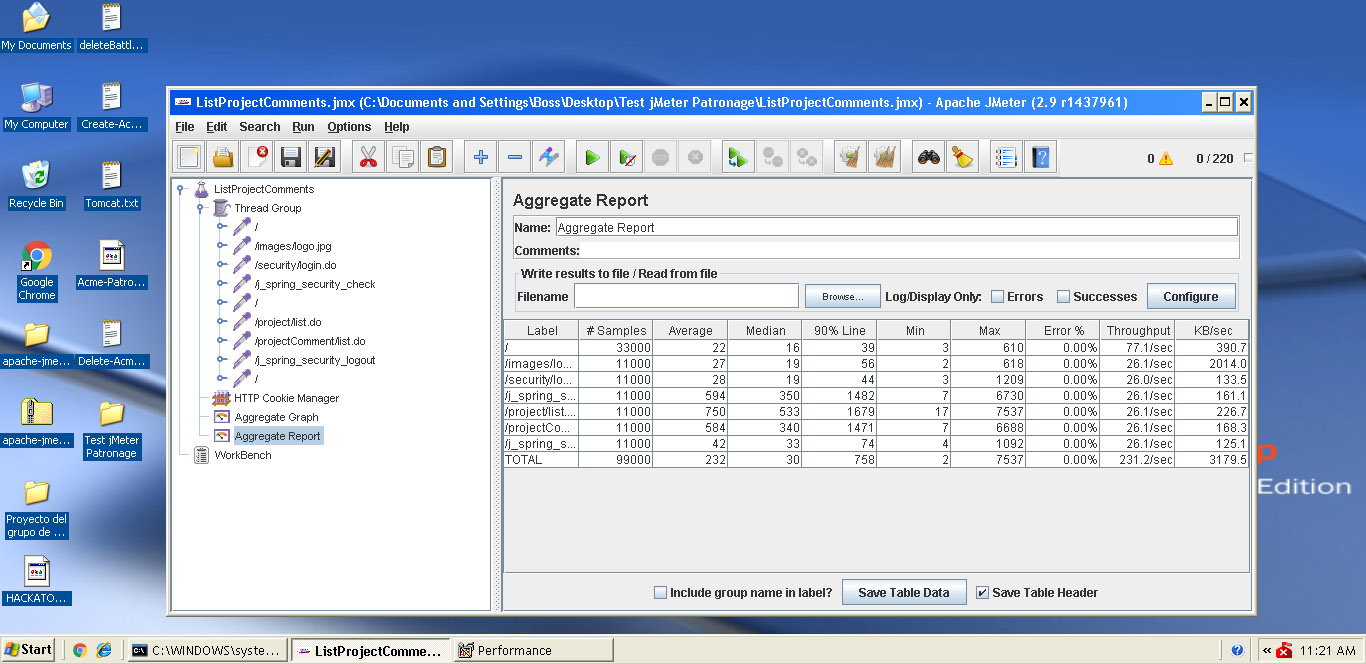 My Documents
deleteBattl...
My Computer
Create-Ac...
Recycle Bin
Tomcat.txt
Google
Chrome
Acme-Patro...
apache-jme...
Delete-Acm...
apache-jme...
Test jMeter
Patronage
Proyecto del
grupo de ...
HACKATO...
ListProjectComments.jmx (C:\Documents and Settings\Boss\Desktop\Test jMeter Patronage\ListProjectComments.jmx) - Apache JMeter (2.9 r1437961)
File Edit Search Run Options Help
0 0 / 220
ListProjectComments
Thread Group
/
/images/logo.jpg
/security/login.do
/j_spring_security_check
/
/project/list.do
/projectComment/list.do
/j_spring_security_logout
/
HTTP Cookie Manager
Aggregate Graph
Aggregate Report
WorkBench
Aggregate Report
Name: Aggregate Report
Comments:
Write results to file / Read from file
Filename Browse... Log/Display Only: Errors Successes Configure
Label # Samples Average Median 90% Line Min Max Error % Throughput KB/sec
/ 33000 22 16 39 3 610 0.00% 77.1/sec 390.7
/images/lo... 11000 27 19 56 2 618 0.00% 26.1/sec 2014.0
/security/lo... 11000 28 19 44 3 1209 0.00% 26.0/sec 133.5
/j_spring_s... 11000 594 350 1482 7 6730 0.00% 26.1/sec 161.1
/project/list.... 11000 750 533 1679 17 7537 0.00% 26.1/sec 226.7
/projectCo... 11000 584 340 1471 7 6688 0.00% 26.1/sec 168.3
/j_spring_s... 11000 42 33 74 4 1092 0.00% 26.1/sec 125.1
TOTAL 99000 232 30 758 2 7537 0.00% 231.2/sec 3179.5
Include group name in label? Save Table Data Save Table Header
p
Edition
Start C:\WINDOWS\syste... ListProjectComme... Performance 11:21 AM